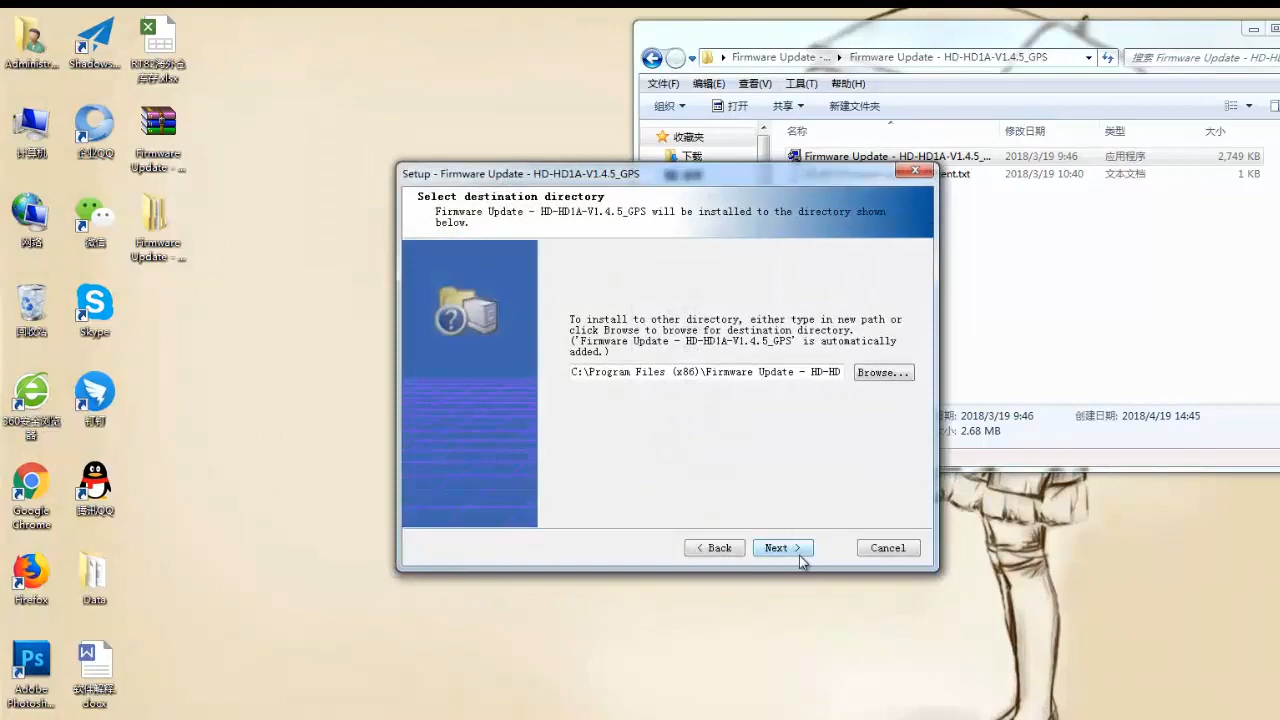 Administr...
Shadows...
RT82海外仓
库存.xlsx
计算机
企业QQ
Firmware
Update - ...
网络
微信
Firmware
Update - ...
回收站
Skype
360安全浏览
器
钉钉
Google
Chrome
腾讯QQ
Firefox
Data
Adobe
Photosh...
软件解释.
docx
Firmware Update -... Firmware Update - HD-HD1A-V1.4.5_GPS
搜索 Firmware Update - HD-HD
文件(F) 编辑(E) 查看(V) 工具(T) 帮助(H)
组织 打开 共享 新建文件夹
收藏夹
下载
名称 修改日期 类型 大小
Firmware Update - HD-HD1A-V1.4.5_... 2018/3/19 9:46 应用程序 2,749 KB
ent.txt 2018/3/19 10:40 文本文档 1 KB
期: 2018/3/19 9:46 创建日期: 2018/4/19 14:45
小: 2.68 MB
Setup - Firmware Update - HD-HD1A-V1.4.5_GPS
Select destination directory
Firmware Update - HD-HD1A-V1.4.5_GPS will be installed to the directory shown
below.
To install to other directory, either type in new path or
click Browse to browse for destination directory.
('Firmware Update - HD-HD1A-V1.4.5_GPS' is automatically
added.)
C:\Program Files (x86)\Firmware Update - HD-HD
Browse...
< Back
Next >
Cancel